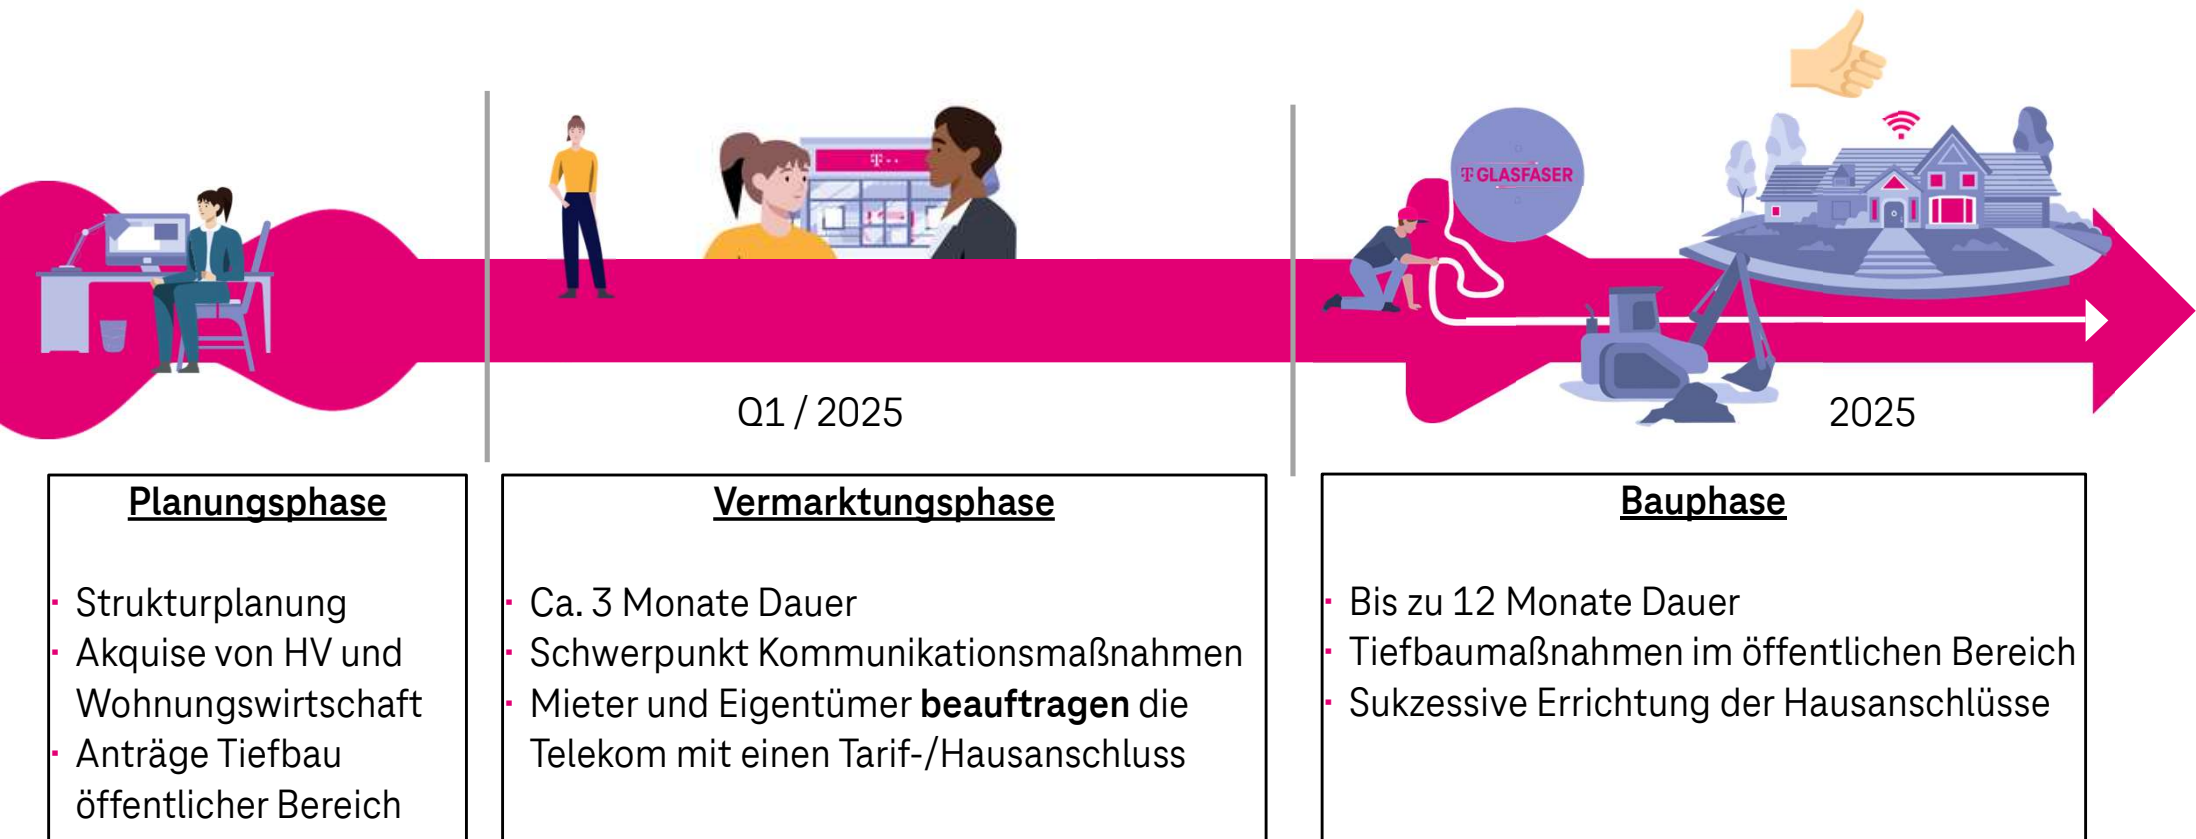 GLASFASER
Q1 / 2025
2025
Planungsphase
Strukturplanung
Akquise von HV und
Wohnungswirtschaft
Anträge Tiefbau
öffentlicher Bereich
Vermarktungsphase
Ca. 3 Monate Dauer
Schwerpunkt Kommunikationsmaßnahmen
Mieter und Eigentümer beauftragen die
Telekom mit einen Tarif-/Hausanschluss
Bauphase
Bis zu 12 Monate Dauer
Tiefbaumaßnahmen im öffentlichen Bereich
Sukzessive Errichtung der Hausanschlüsse